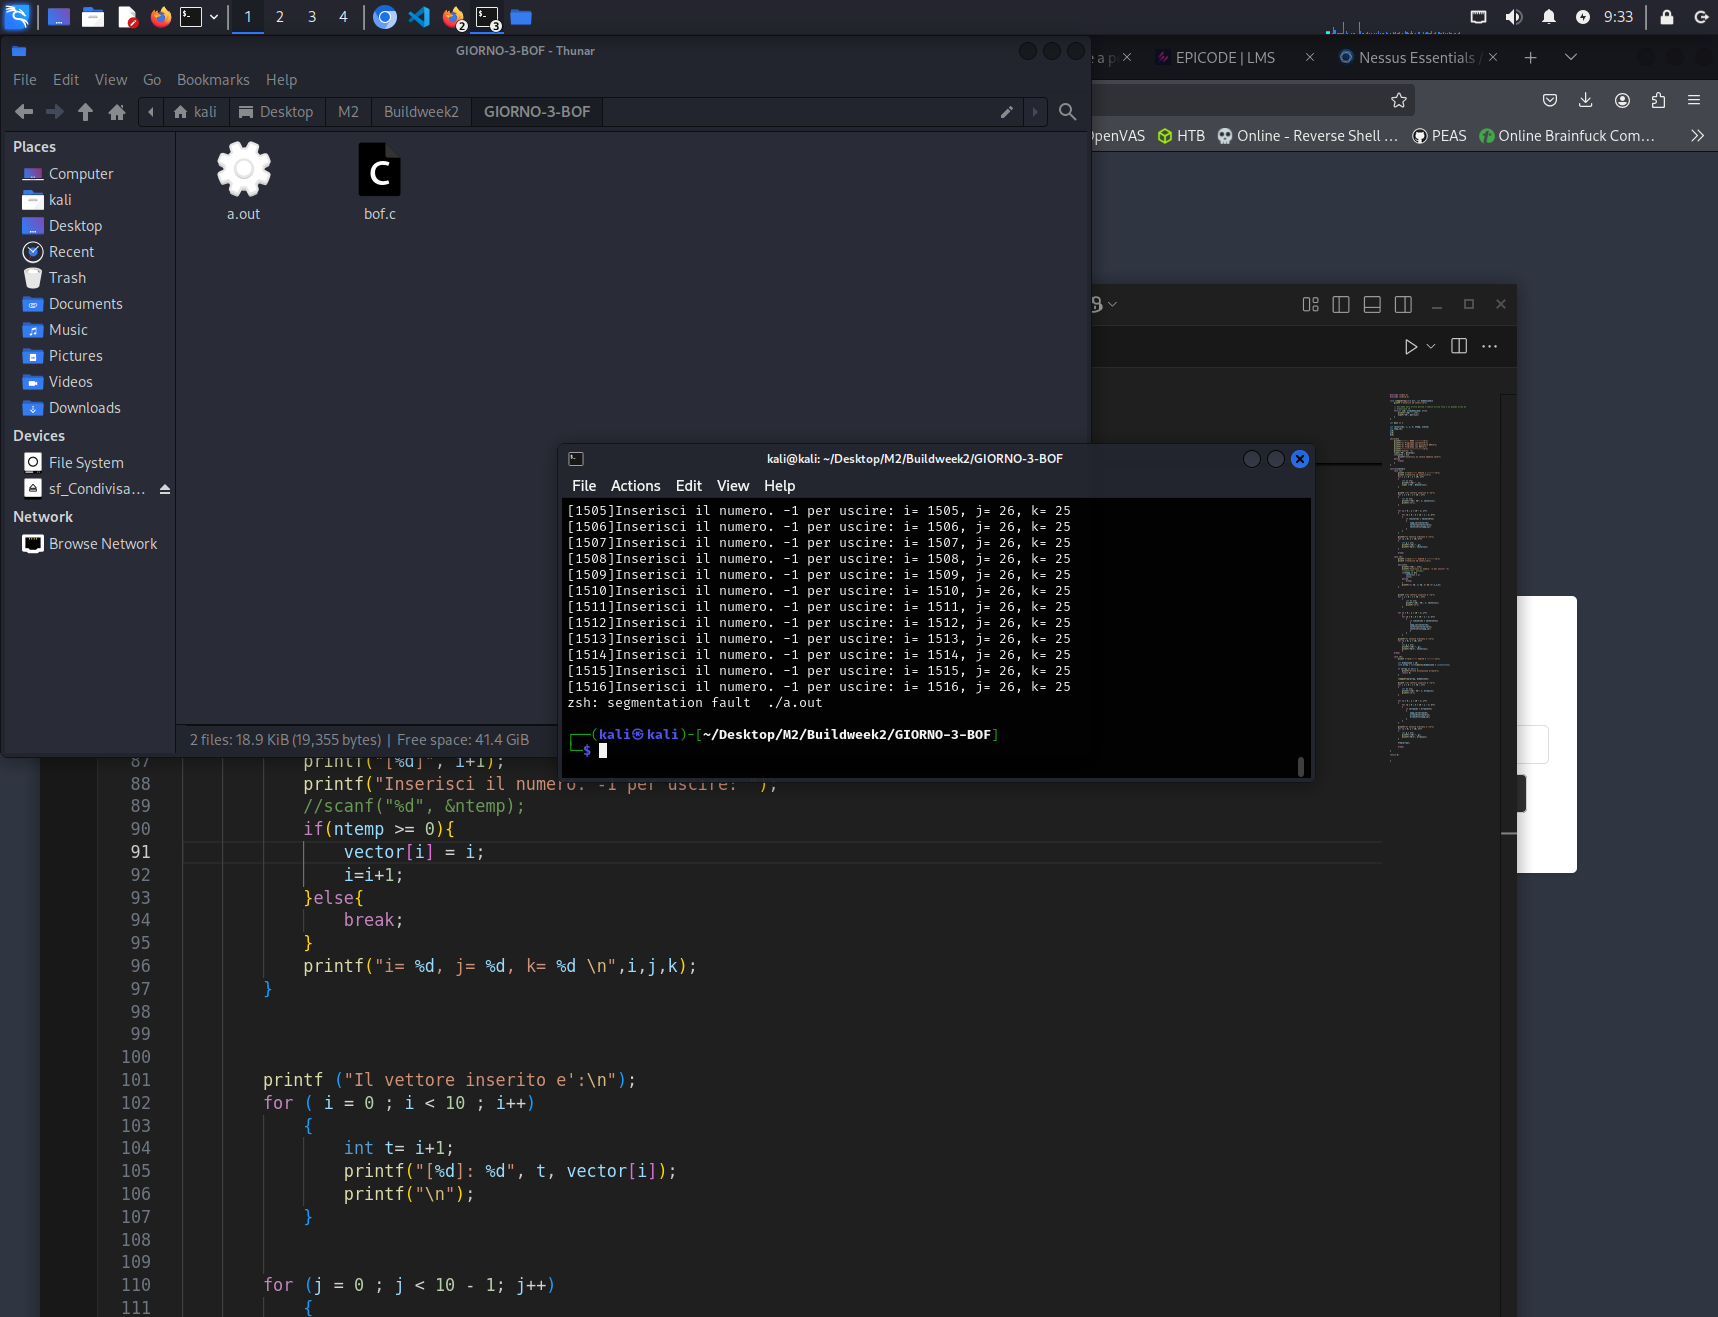 1 2 3 4
2
3
9:33
GIORNO-3-BOF - Thunar
File Edit View Go Bookmarks Help
kali Desktop M2 Buildweek2 GIORNO-3-BOF
EPICODE | LMS
Nessus Essentials /
OpenVAS HTB Online - Reverse Shell ... PEAS Online Brainfuck Com...
Places
Computer
kali
Desktop
Recent
Trash
Documents
Music
Pictures
Videos
Downloads
Devices
File System
sf_Condivisa...
Network
Browse Network
a.out
C
bof.c
2 files: 18.9 KiB (19,355 bytes) | Free space: 41.4 GiB
kali@kali: ~/Desktop/M2/Buildweek2/GIORNO-3-BOF
File Actions Edit View Help
[1505]Inserisci il numero. -1 per uscire: i= 1505, j= 26, k= 25
[1506]Inserisci il numero. -1 per uscire: i= 1506, j= 26, k= 25
[1507]Inserisci il numero. -1 per uscire: i= 1507, j= 26, k= 25
[1508]Inserisci il numero. -1 per uscire: i= 1508, j= 26, k= 25
[1509]Inserisci il numero. -1 per uscire: i= 1509, j= 26, k= 25
[1510]Inserisci il numero. -1 per uscire: i= 1510, j= 26, k= 25
[1511]Inserisci il numero. -1 per uscire: i= 1511, j= 26, k= 25
[1512]Inserisci il numero. -1 per uscire: i= 1512, j= 26, k= 25
[1513]Inserisci il numero. -1 per uscire: i= 1513, j= 26, k= 25
[1514]Inserisci il numero. -1 per uscire: i= 1514, j= 26, k= 25
[1515]Inserisci il numero. -1 per uscire: i= 1515, j= 26, k= 25
[1516]Inserisci il numero. -1 per uscire: i= 1516, j= 26, k= 25
zsh: segmentation fault  ./a.out
┌──(kali㉿kali)-[~/Desktop/M2/Buildweek2/GIORNO-3-BOF]
└─$
87 printf("[%d]", i+1);
88 printf("Inserisci il numero. -1 per uscire: ");
89 //scanf("%d", &ntemp);
90 if(ntemp >= 0){
91 vector[i] = i;
92 i=i+1;
93 }else{
94 break;
95 }
96 printf("i= %d, j= %d, k= %d \n",i,j,k);
97 }
98
99
100
101 printf ("Il vettore inserito e':\n");
102 for ( i = 0 ; i < 10 ; i++)
103 {
104 int t= i+1;
105 printf("[%d]: %d", t, vector[i]);
106 printf("\n");
107 }
108
109
110 for (j = 0 ; j < 10 - 1; j++)
111 {